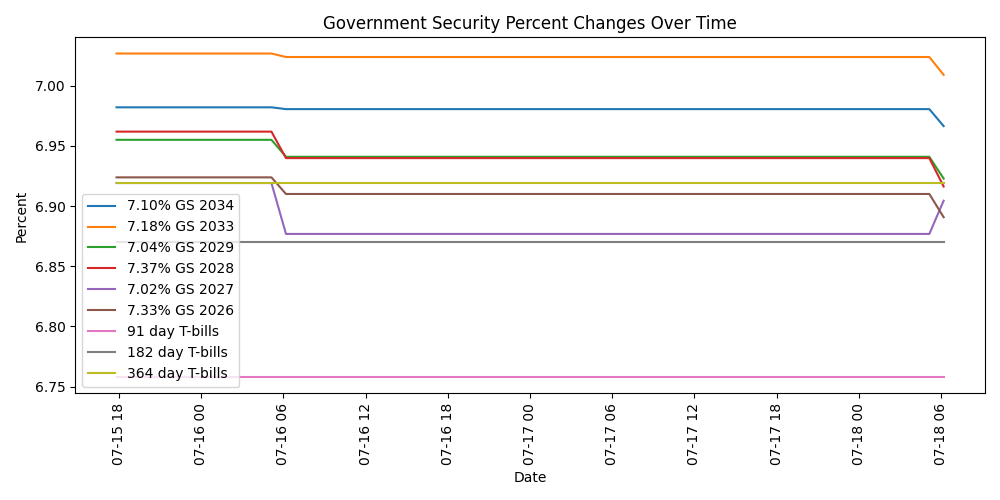 Government Security Percent Changes Over Time
Percent
7.00
6.95
6.90
6.85
6.80
6.75
7.10% GS 2034
7.18% GS 2033
7.04% GS 2029
7.37% GS 2028
7.02% GS 2027
7.33% GS 2026
91 day T-bills
182 day T-bills
364 day T-bills
07-15 18
07-16 00
07-16 06
07-16 12
07-16 18
07-17 00
07-17 06
07-17 12
07-17 18
07-18 00
07-18 06
Date